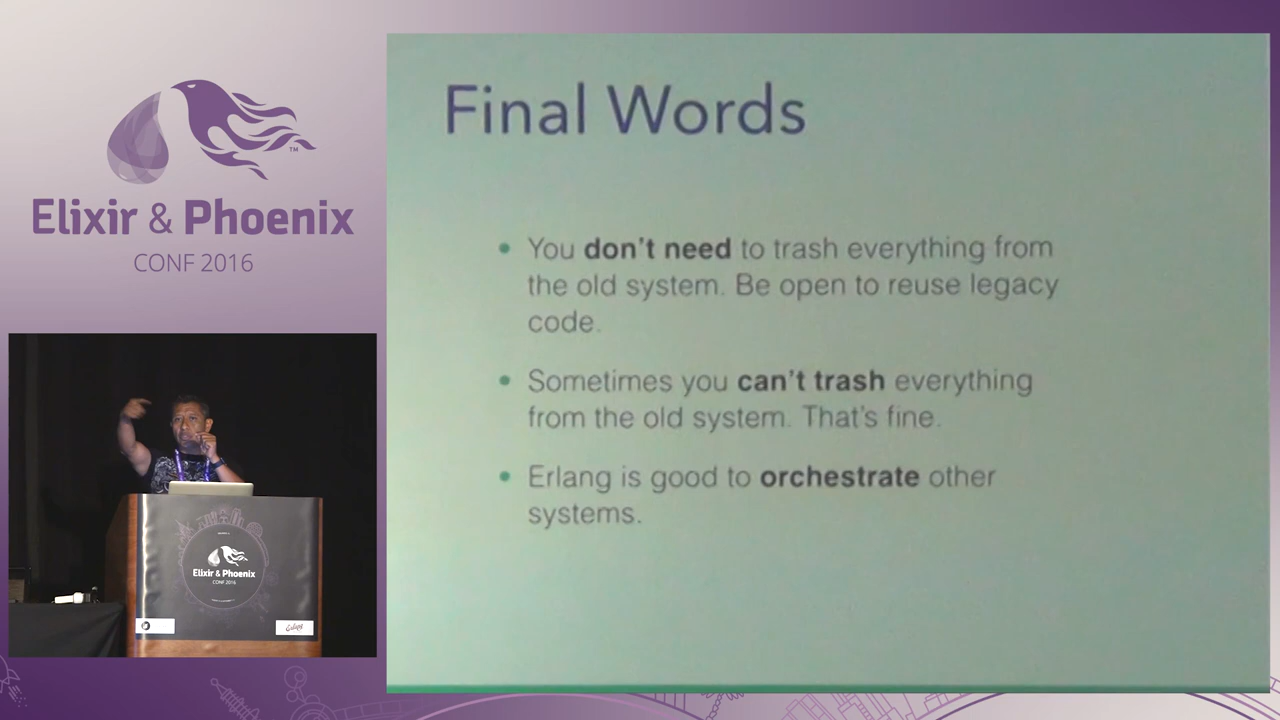 Elixir & Phoenix
CONF 2016
TM
Final Words
• You don't need to trash everything from
the old system. Be open to reuse legacy
code.
• Sometimes you can't trash everything
from the old system. That's fine.
• Erlang is good to orchestrate other
systems.
Elixir & Phoenix
CONF 2016